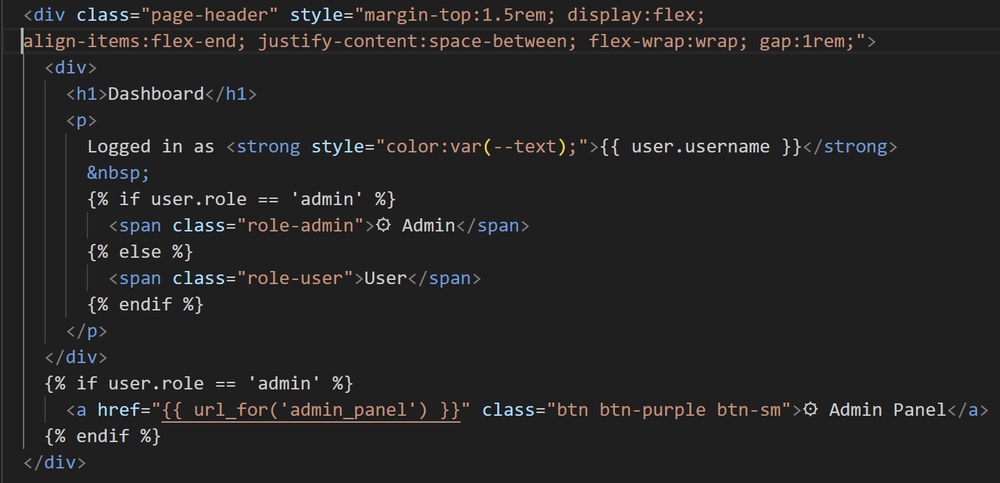 <div class="page-header" style="margin-top:1.5rem; display:flex;
align-items:flex-end; justify-content:space-between; flex-wrap:wrap; gap:1rem;">
  <div>
    <h1>Dashboard</h1>
    <p>
      Logged in as <strong style="color:var(--text);">{{ user.username }}</strong>
      &nbsp;
      {% if user.role == 'admin' %}
        <span class="role-admin">⚙ Admin</span>
      {% else %}
        <span class="role-user">User</span>
      {% endif %}
    </p>
  </div>
  {% if user.role == 'admin' %}
    <a href="{{ url_for('admin_panel') }}" class="btn btn-purple btn-sm">⚙ Admin Panel</a>
  {% endif %}
</div>